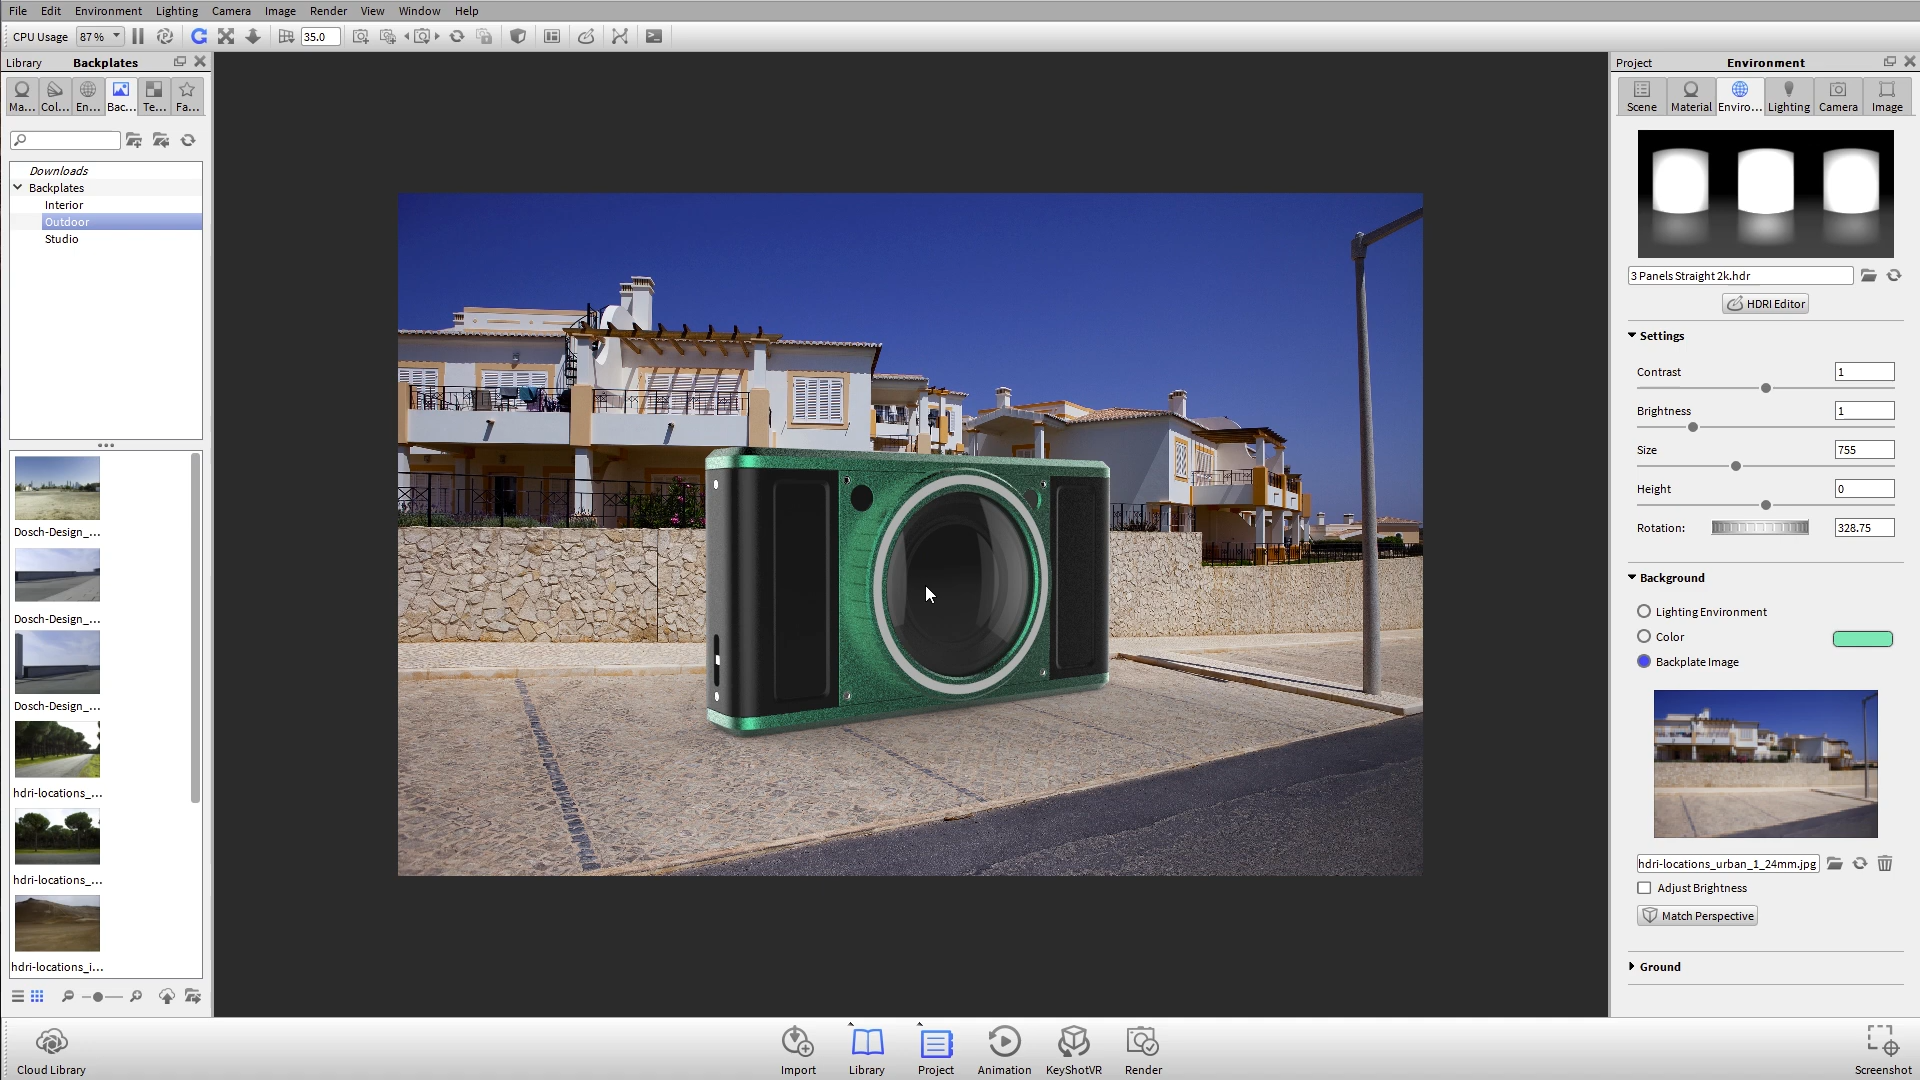 File Edit Environment Lighting Camera Image Render View Window Help
CPU Usage 87 % 35.0
Library Backplates
Ma... Col... En... Bac... Te... Fa...
Downloads
Backplates
Interior
Outdoor
Studio
Dosch-Design_...
Dosch-Design_...
Dosch-Design_...
hdri-locations_...
hdri-locations_...
hdri-locations_i...
Project Environment
Scene Material Enviro... Lighting Camera Image
3 Panels Straight 2k.hdr
HDRI Editor
Settings
Contrast 1
Brightness 1
Size 755
Height 0
Rotation: 328.75
Background
Lighting Environment
Color
Backplate Image
hdri-locations_urban_1_24mm.jpg
Adjust Brightness
Match Perspective
Ground
Cloud Library
Import Library Project Animation KeyShotVR Render
Screenshot